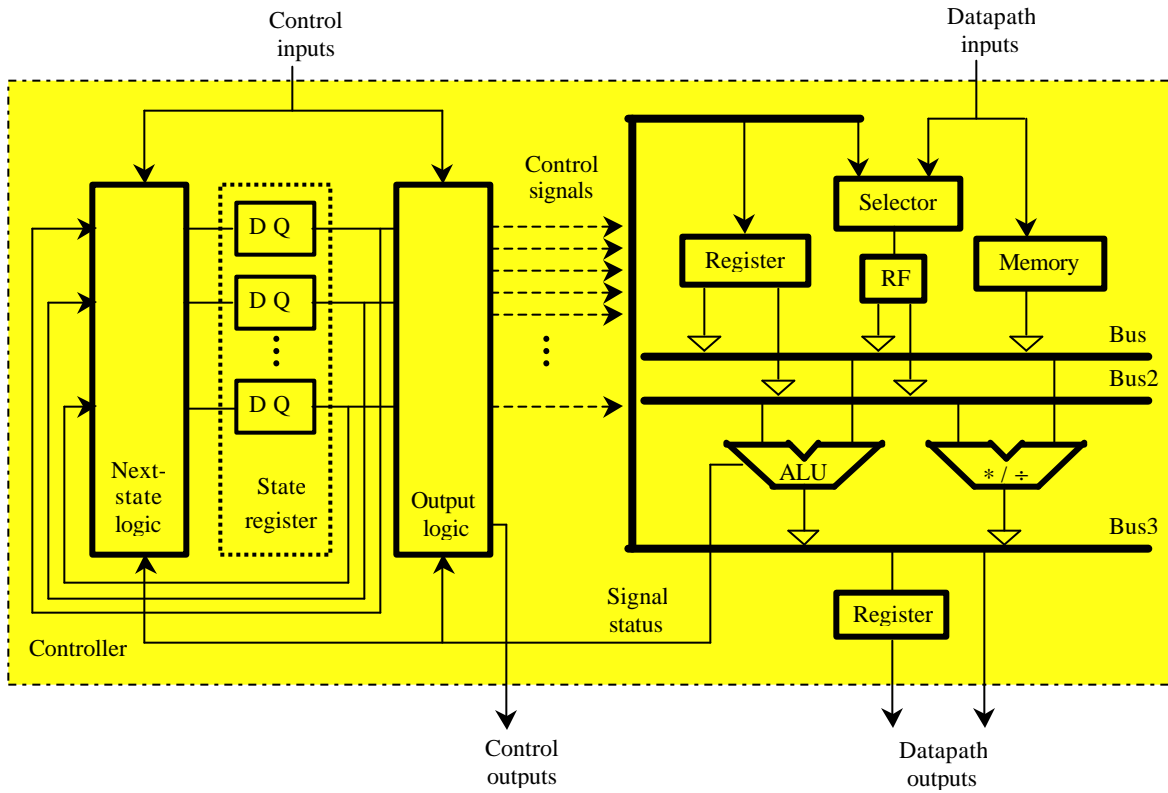 Control
inputs
Datapath
inputs
Control
signals
Selector
D Q
Register
RF
Memory
D Q
Bus
Bus2
D Q
Next-
state
logic
State
register
Output
logic
ALU
* / ÷
Bus3
Signal
status
Register
Controller
Control
outputs
Datapath
outputs